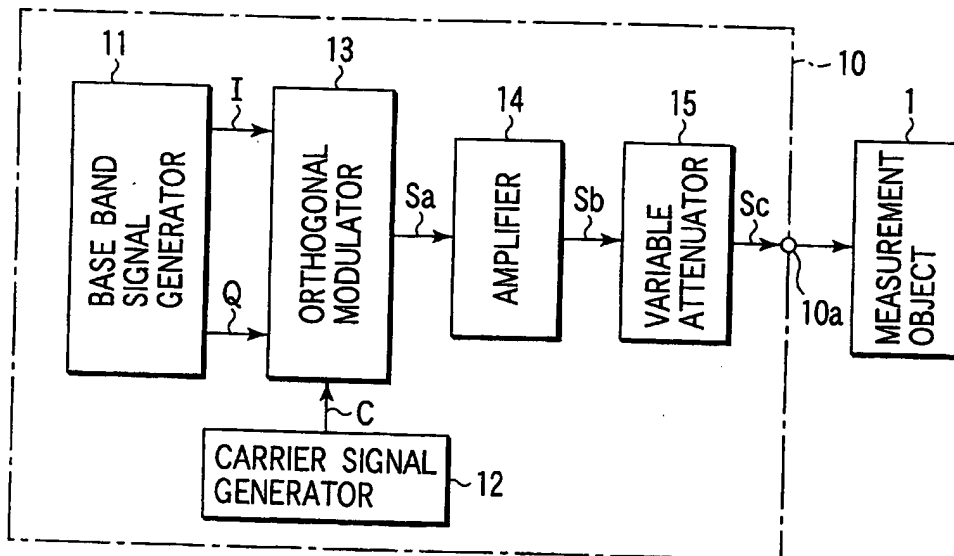 11
13
10
I
14
15
1
BASE BAND
SIGNAL
GENERATOR
ORTHOGONAL
MODULATOR
Sa
AMPLIFIER
Sb
VARIABLE
ATTENUATOR
Sc
10a
MEASUREMENT
OBJECT
Q
C
CARRIER SIGNAL
GENERATOR
12